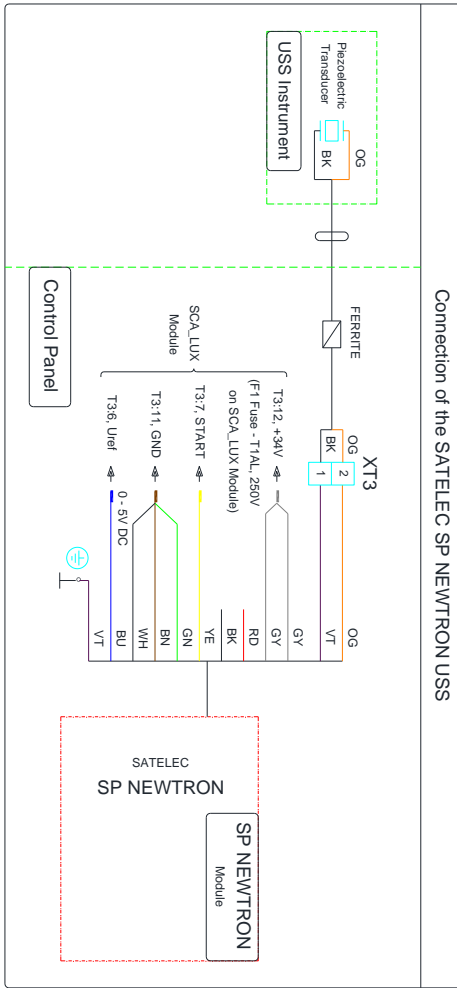 Connection of the SATELEC SP NEWTRON USS
USS Instrument
Piezoelectric
Transducer
OG
BK
Control Panel
FERRITE
XT3
OG
BK
2
1
SCA_LUX
Module
T3:12, +34V
(F1 Fuse - T1AL, 250V
on SCA_LUX Module)
T3:7, START
T3:11, GND
T3:6, Uref
0 - 5V DC
OG
VT
GY
GY
RD
BK
YE
GN
BN
WH
BU
VT
SATELEC
SP NEWTRON
SP NEWTRON
Module